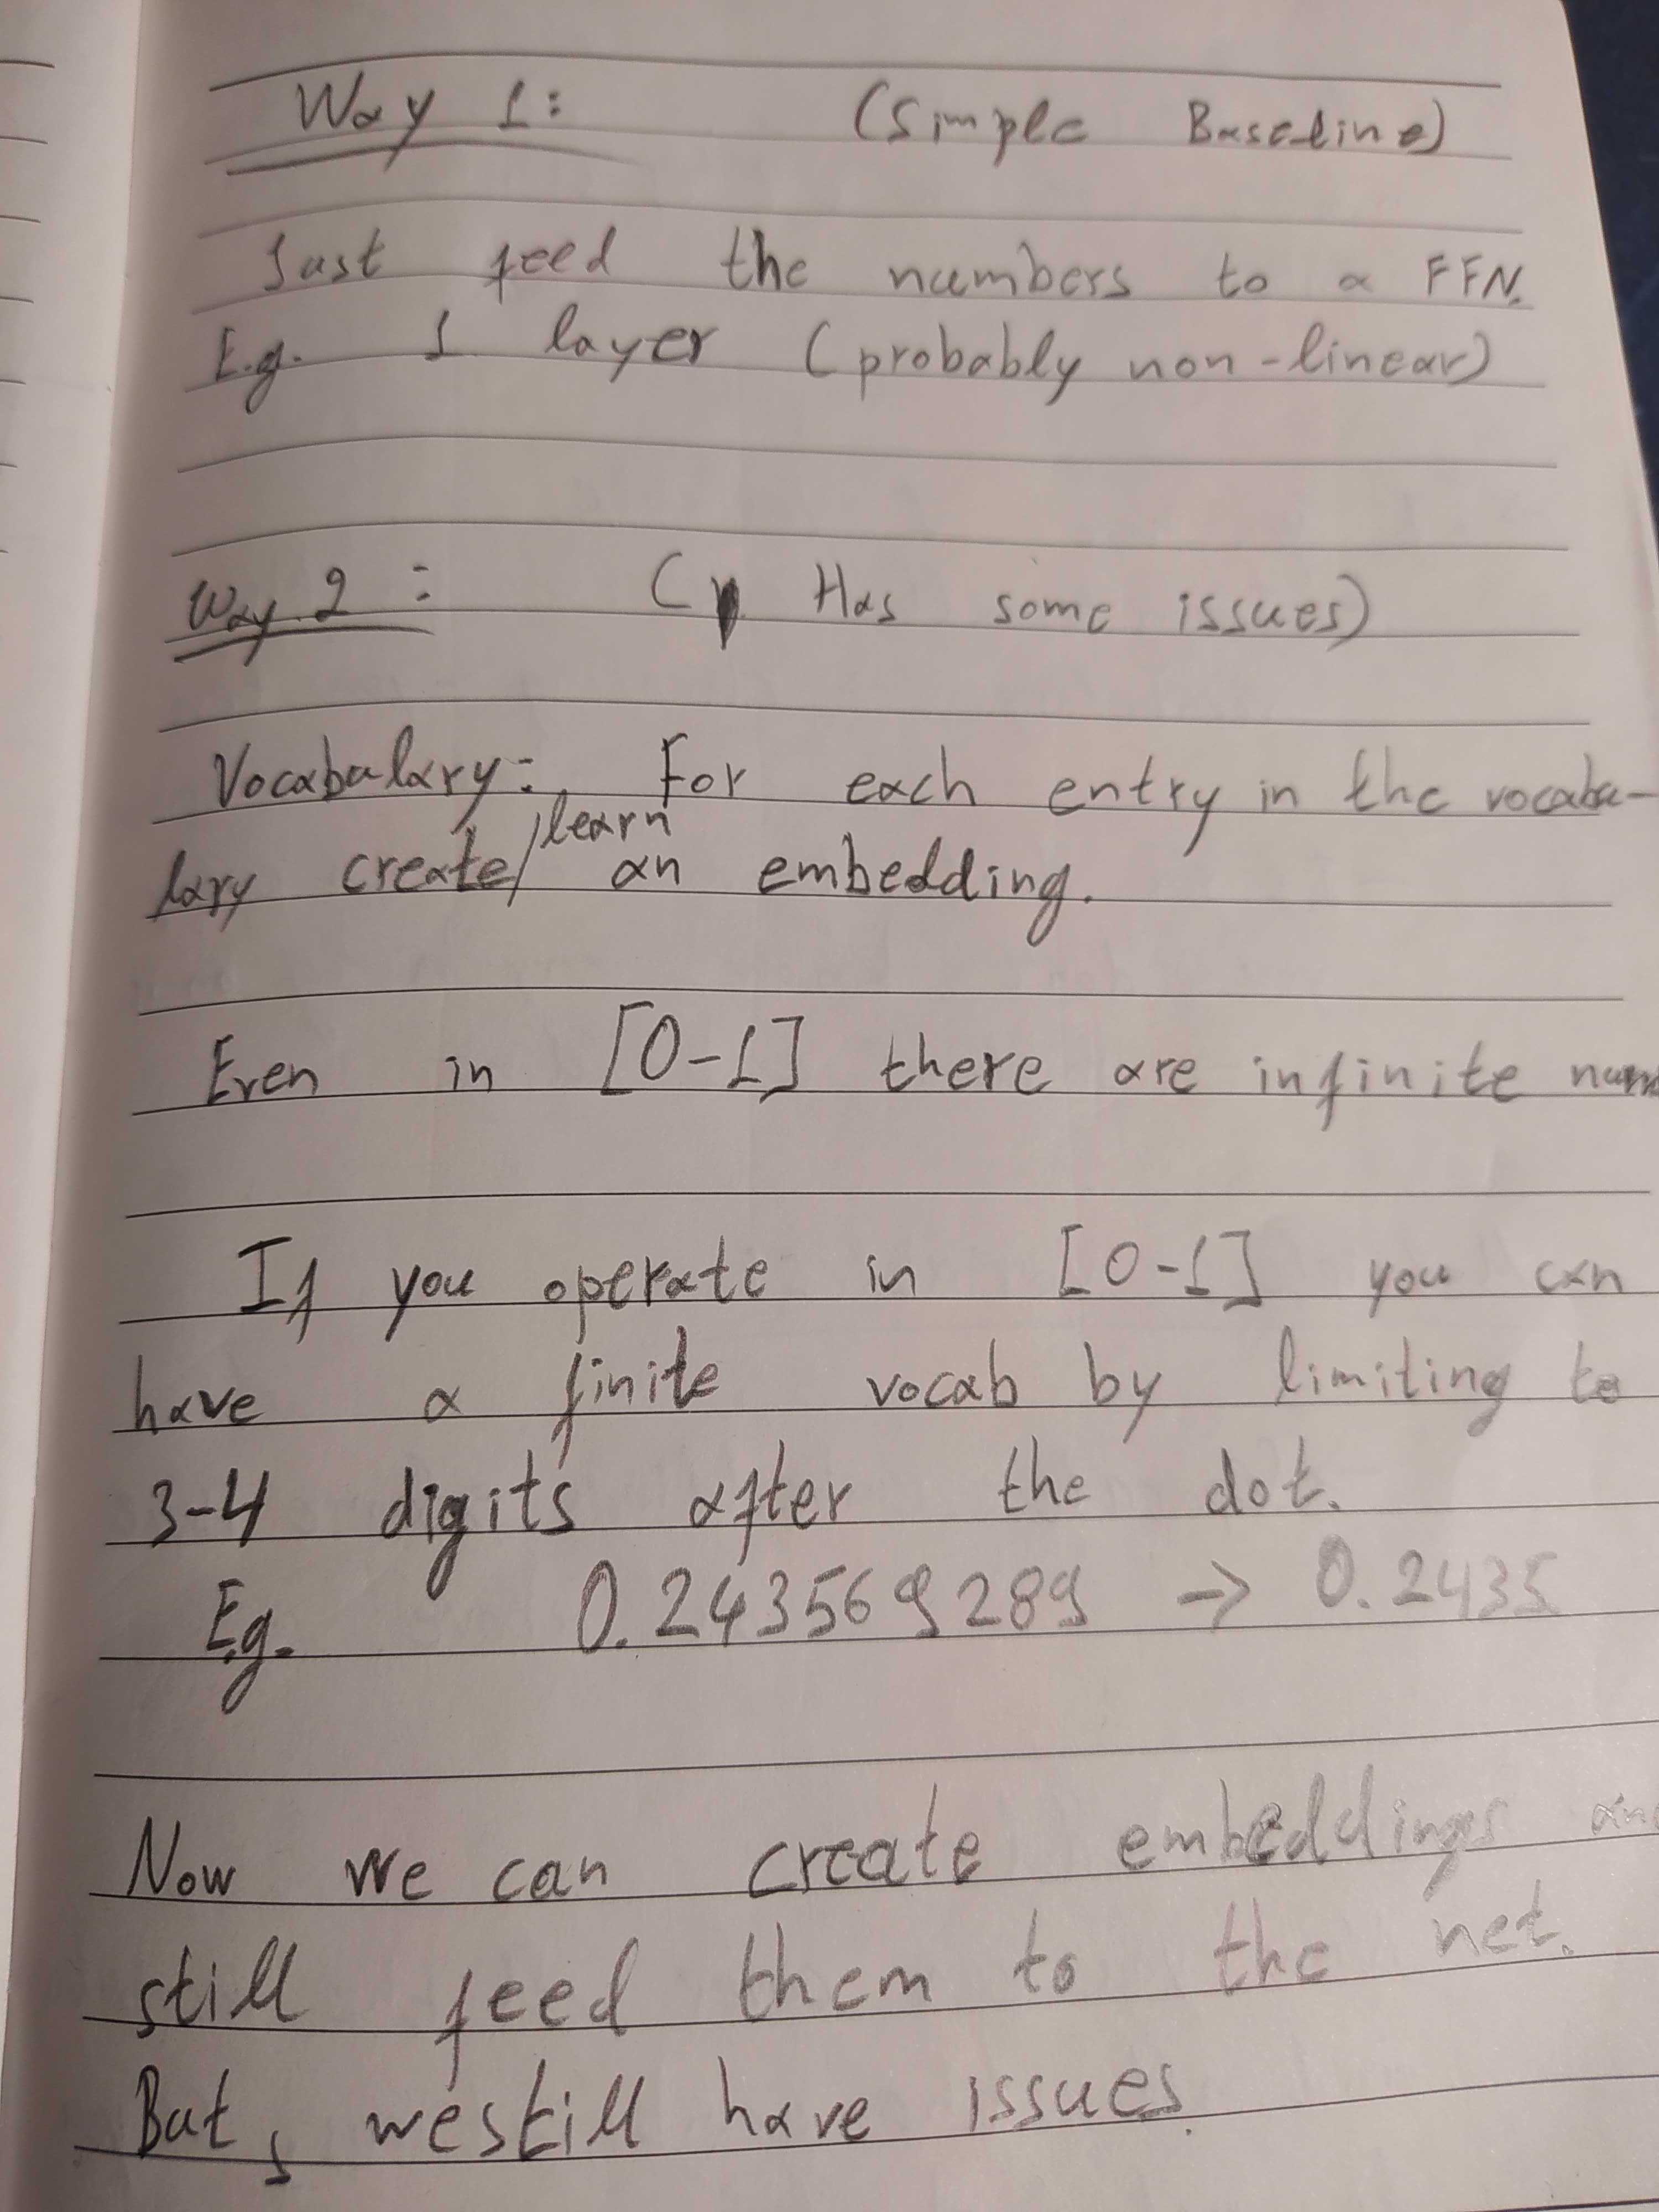 Way 1: (Simple Baseline)
Just feed the numbers to a FFN.
E.g. 1 layer (probably non-linear)
Way 2: ( Has some issues)
Vocabulary: For each entry in the vocabu-
lary create/learn an embedding.
Even in [0-1] there are infinite num
If you operate in [0-1] you can
have a finite vocab by limiting to
3-4 digits after the dot.
E.g. 0.243569289 → 0.2435
Now we can create embeddings an
still feed them to the net.
But, we still have issues.